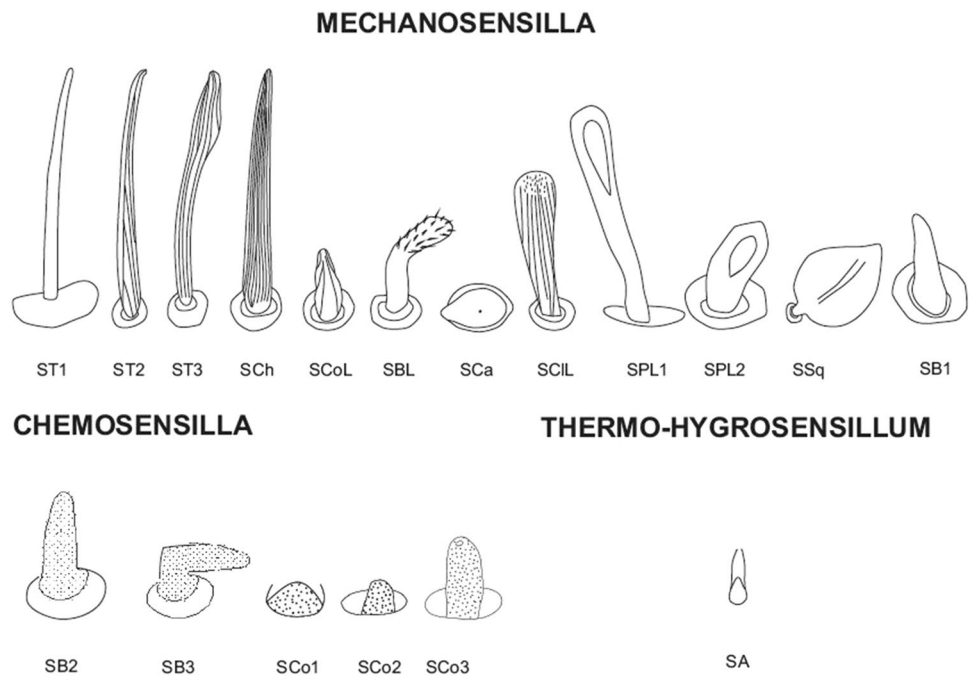 MECHANOSENSILLA
ST1 ST2 ST3 SCh SCoL SBL SCa SClL SPL1 SPL2 SSq SB1
CHEMOSENSILLA THERMO-HYGROSENSILLUM
SB2 SB3 SCo1 SCo2 SCo3 SA